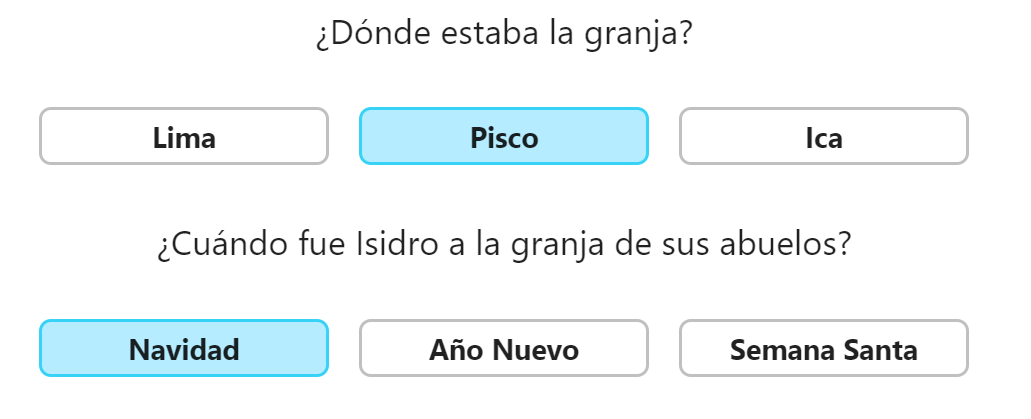 ¿Dónde estaba la granja?
Lima Pisco Ica
¿Cuándo fue Isidro a la granja de sus abuelos?
Navidad Año Nuevo Semana Santa